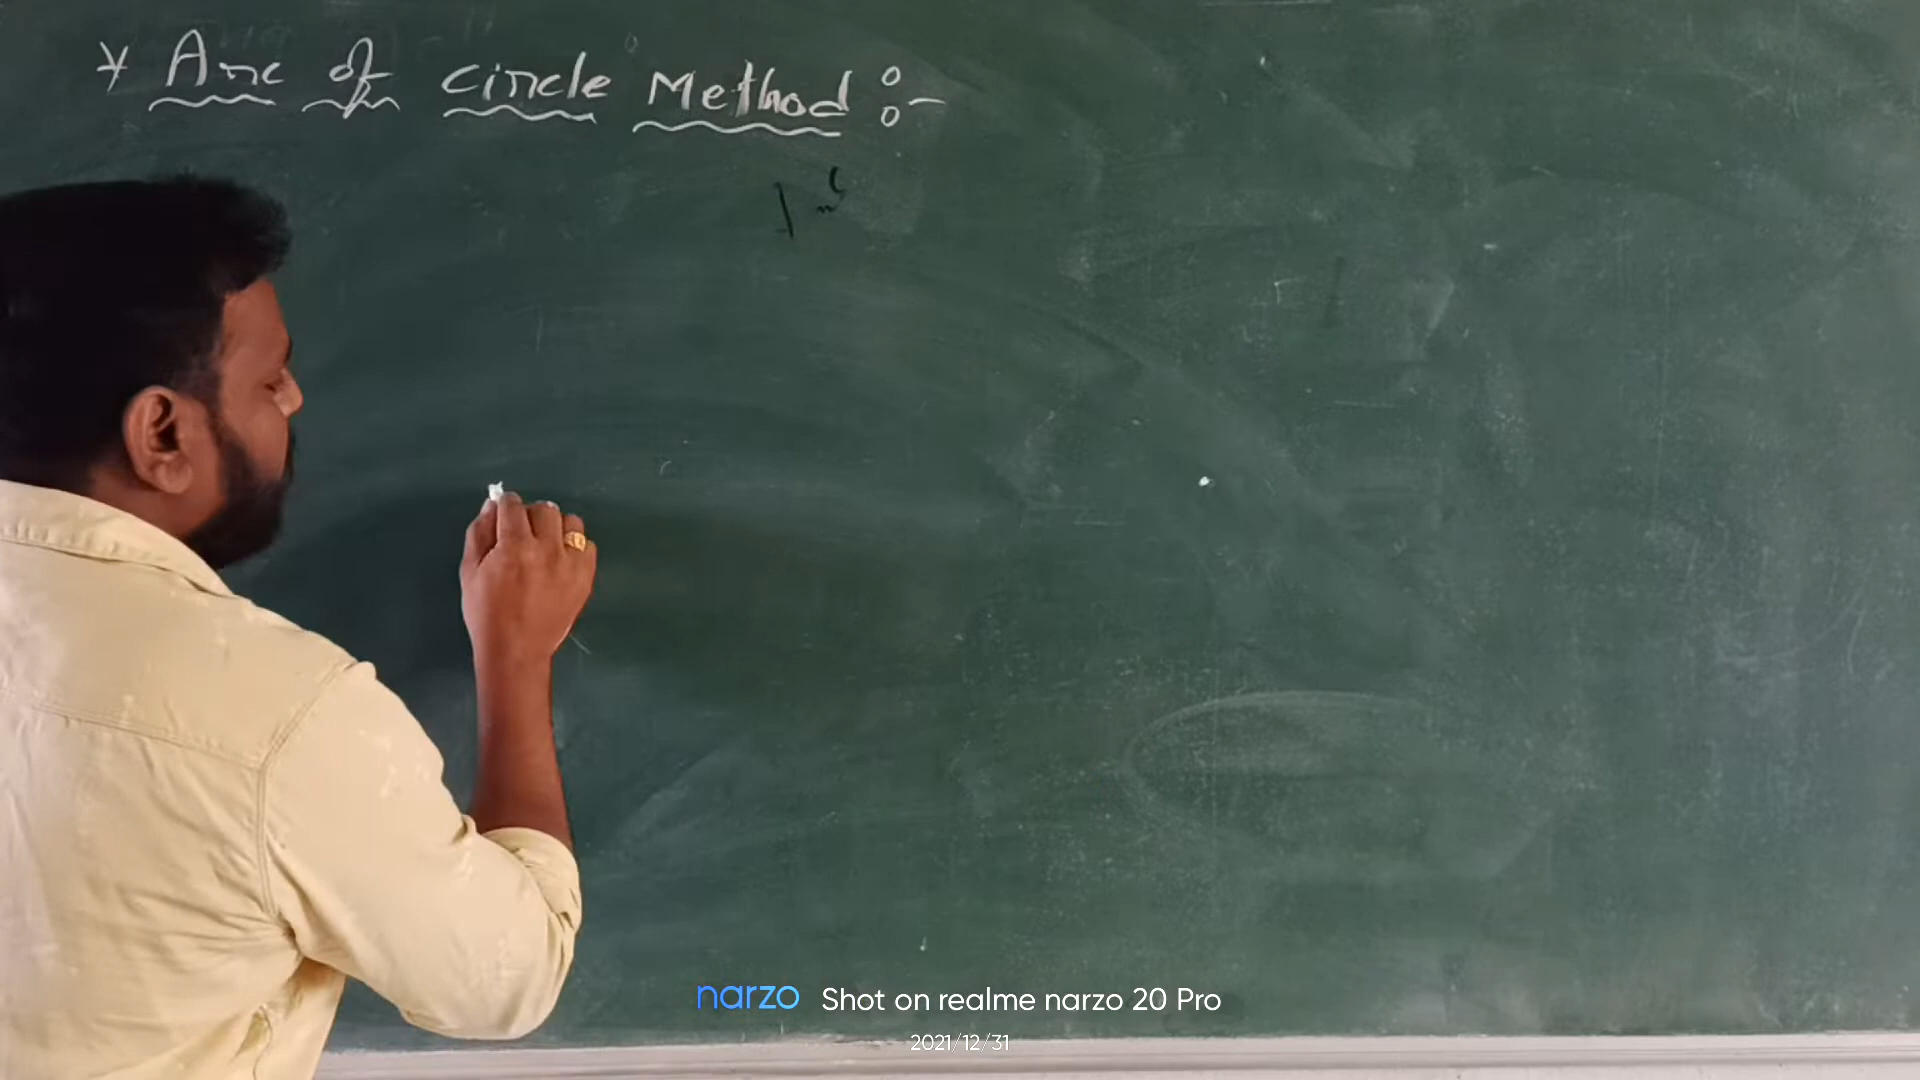 * Arc of circle Method :-
narzo Shot on realme narzo 20 Pro
2021/12/31